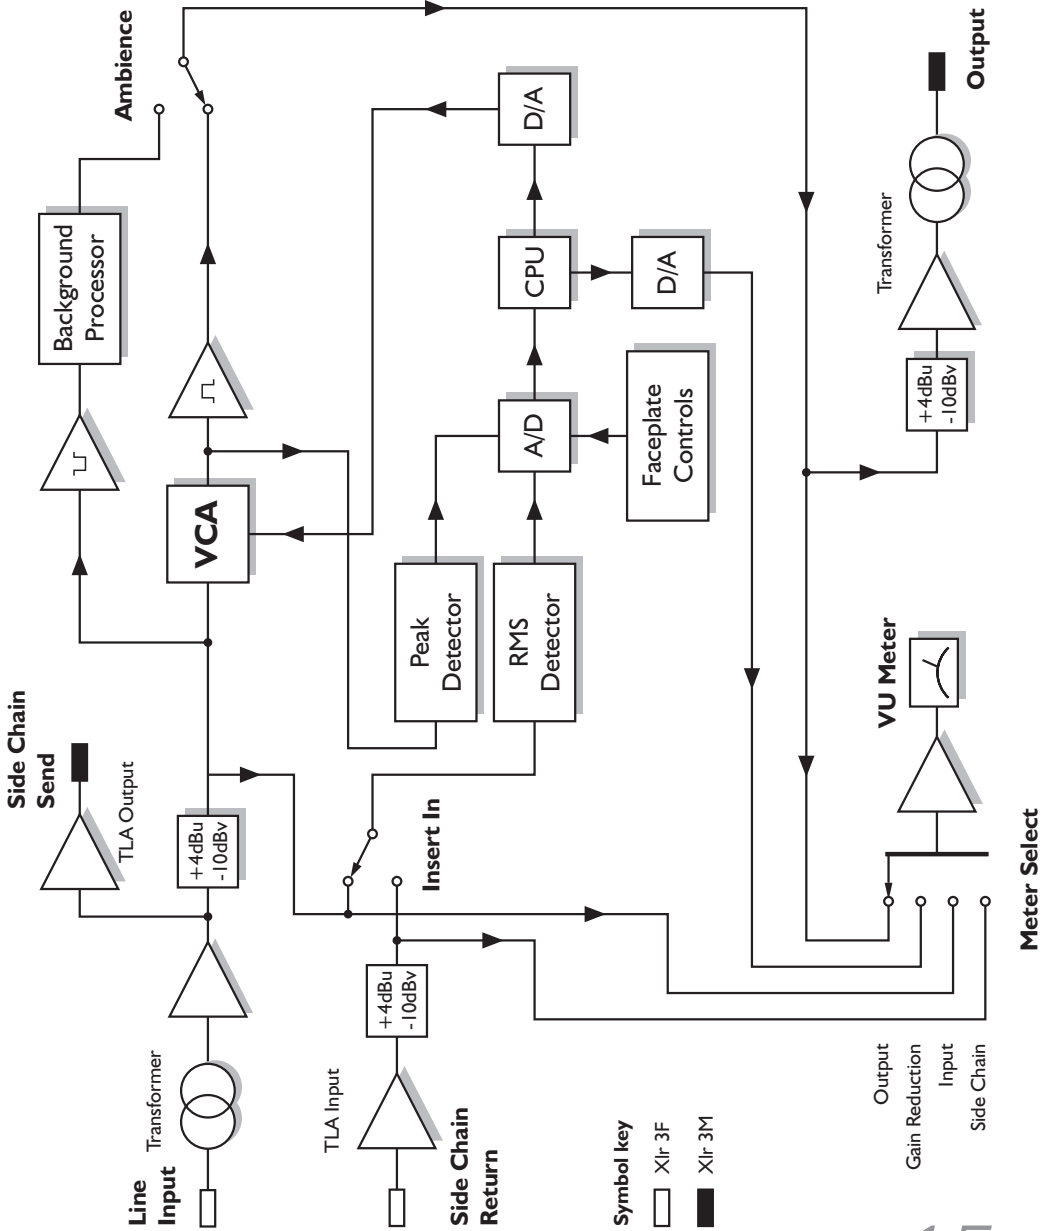 Line
Input
Transformer
+4dBu
-10dBv
TLA Output
Side Chain
Send
VCA
Background
Processor
Ambience
Side Chain
Return
TLA Input
+4dBu
-10dBv
Insert In
Peak
Detector
RMS
Detector
A/D
CPU
D/A
D/A
Faceplate
Controls
Symbol key
Xlr 3F
Xlr 3M
Output
Gain Reduction
Input
Side Chain
Meter Select
VU Meter
+4dBu
-10dBv
Transformer
Output